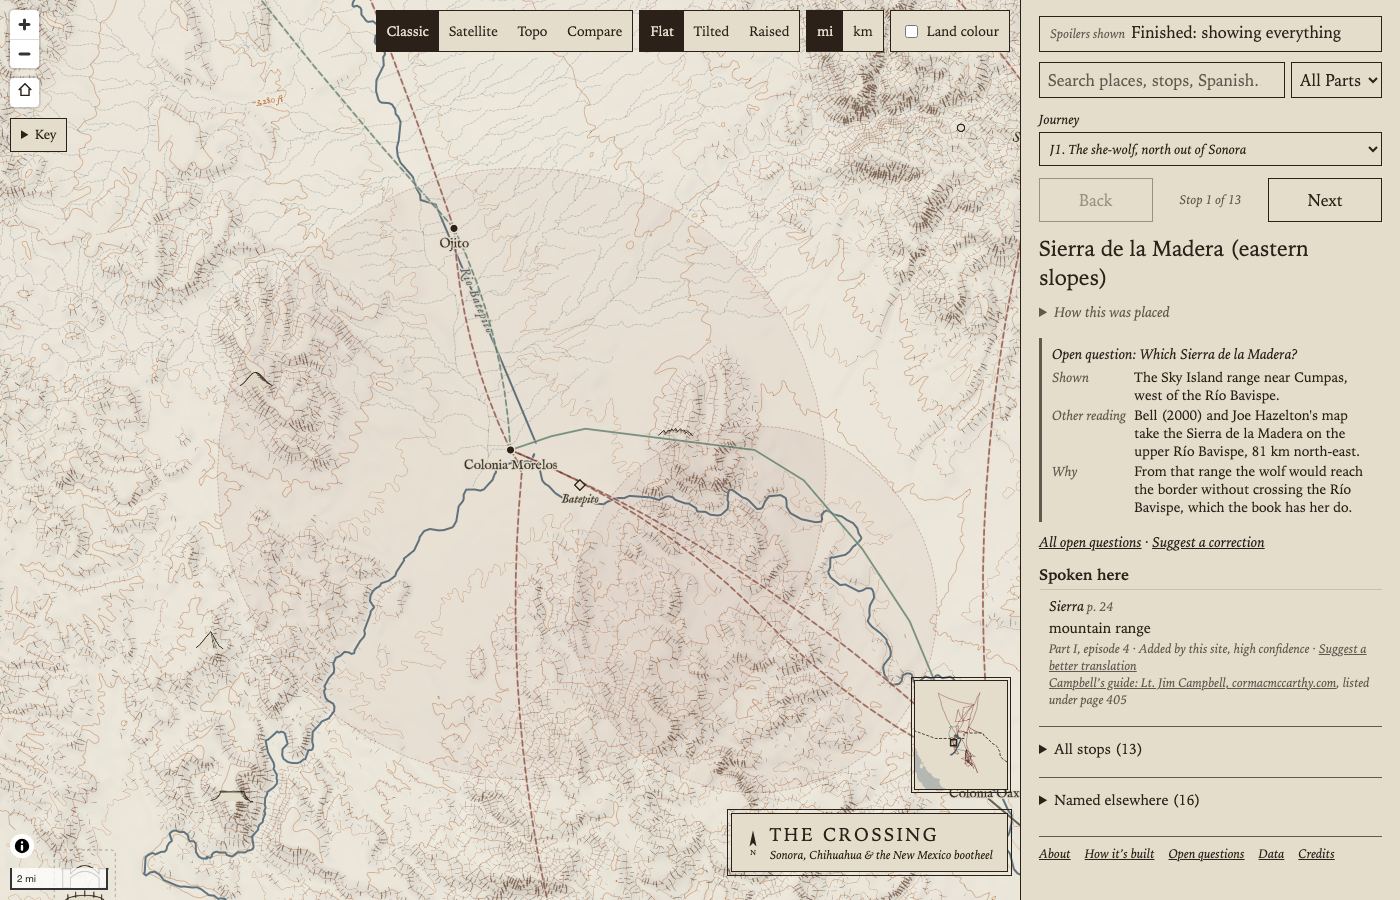 +
−
Key
Classic
Satellite
Topo
Compare
Flat
Tilted
Raised
mi
km
Land colour
3,280 ft
Ojito
Río Batepito
Colonia Morelos
Batepito
Colonia Oax
THE CROSSING
N
Sonora, Chihuahua & the New Mexico bootheel
2 mi
Spoilers shown Finished: showing everything
Search places, stops, Spanish.
All Parts
Journey
J1. The she-wolf, north out of Sonora
Back
Stop 1 of 13
Next
Sierra de la Madera (eastern
slopes)
How this was placed
Open question: Which Sierra de la Madera?
Shown The Sky Island range near Cumpas,
west of the Río Bavispe.
Other reading Bell (2000) and Joe Hazelton's map
take the Sierra de la Madera on the
upper Río Bavispe, 81 km north-east.
Why From that range the wolf would reach
the border without crossing the Río
Bavispe, which the book has her do.
All open questions · Suggest a correction
Spoken here
Sierra p. 24
mountain range
Part I, episode 4 · Added by this site, high confidence · Suggest a
better translation
Campbell's guide: Lt. Jim Campbell, cormacmccarthy.com, listed
under page 405
All stops (13)
Named elsewhere (16)
About How it's built Open questions Data Credits